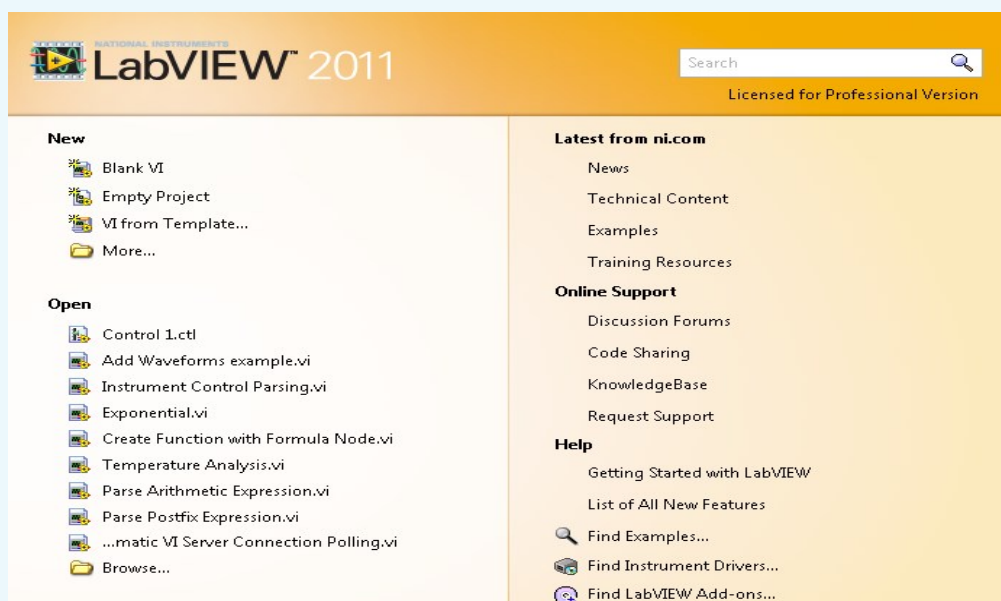 NATIONAL INSTRUMENTS
LabVIEW™ 2011
Search
Licensed for Professional Version
New
Blank VI
Empty Project
VI from Template...
More...
Open
Control 1.ctl
Add Waveforms example.vi
Instrument Control Parsing.vi
Exponential.vi
Create Function with Formula Node.vi
Temperature Analysis.vi
Parse Arithmetic Expression.vi
Parse Postfix Expression.vi
...matic VI Server Connection Polling.vi
Browse...
Latest from ni.com
News
Technical Content
Examples
Training Resources
Online Support
Discussion Forums
Code Sharing
KnowledgeBase
Request Support
Help
Getting Started with LabVIEW
List of All New Features
Find Examples...
Find Instrument Drivers...
Find LabVIEW Add-ons...